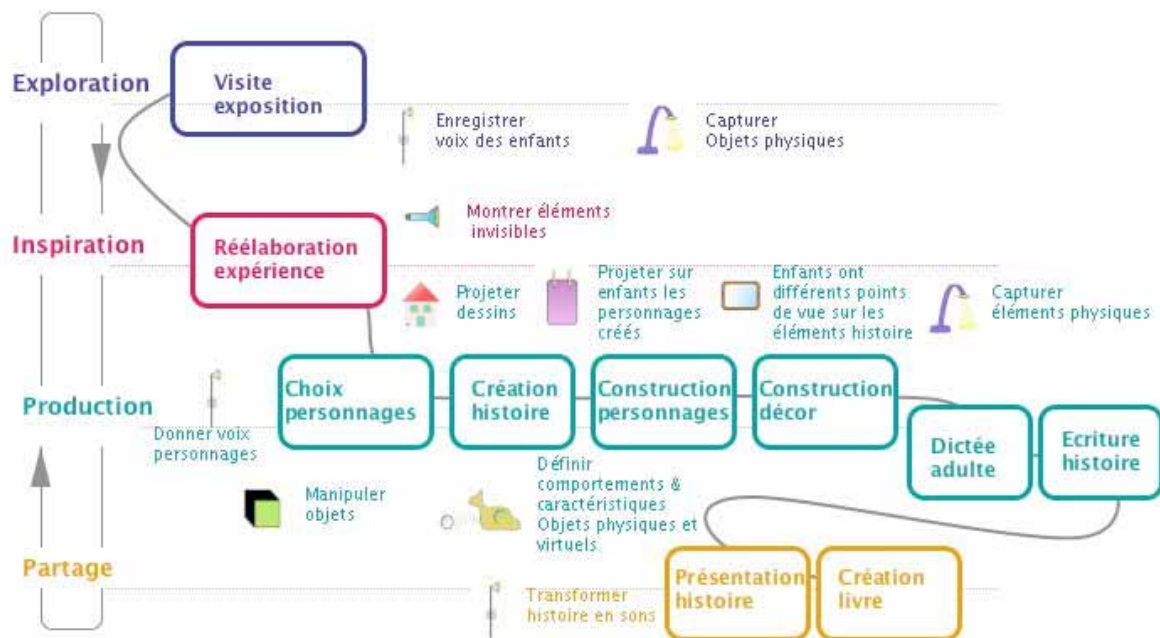 Exploration
Visite
exposition
Enregistrer
voix des enfants
Capturer
Objets physiques
Montrer éléments
invisibles
Inspiration
Réélaboration
expérience
Projeter
dessins
Projeter sur
enfants les
personnages
créés
Enfants ont
différents points
de vue sur les
éléments histoire
Capturer
éléments physiques
Production
Choix
personnages
Création
histoire
Construction
personnages
Construction
décor
Dictée
adulte
Ecriture
histoire
Donner voix
personnages
Manipuler
objets
Définir
comportements &
caractéristiques
Objets physiques et
virtuels
Partage
Présentation
histoire
Création
livre
Transformer
histoire en sons